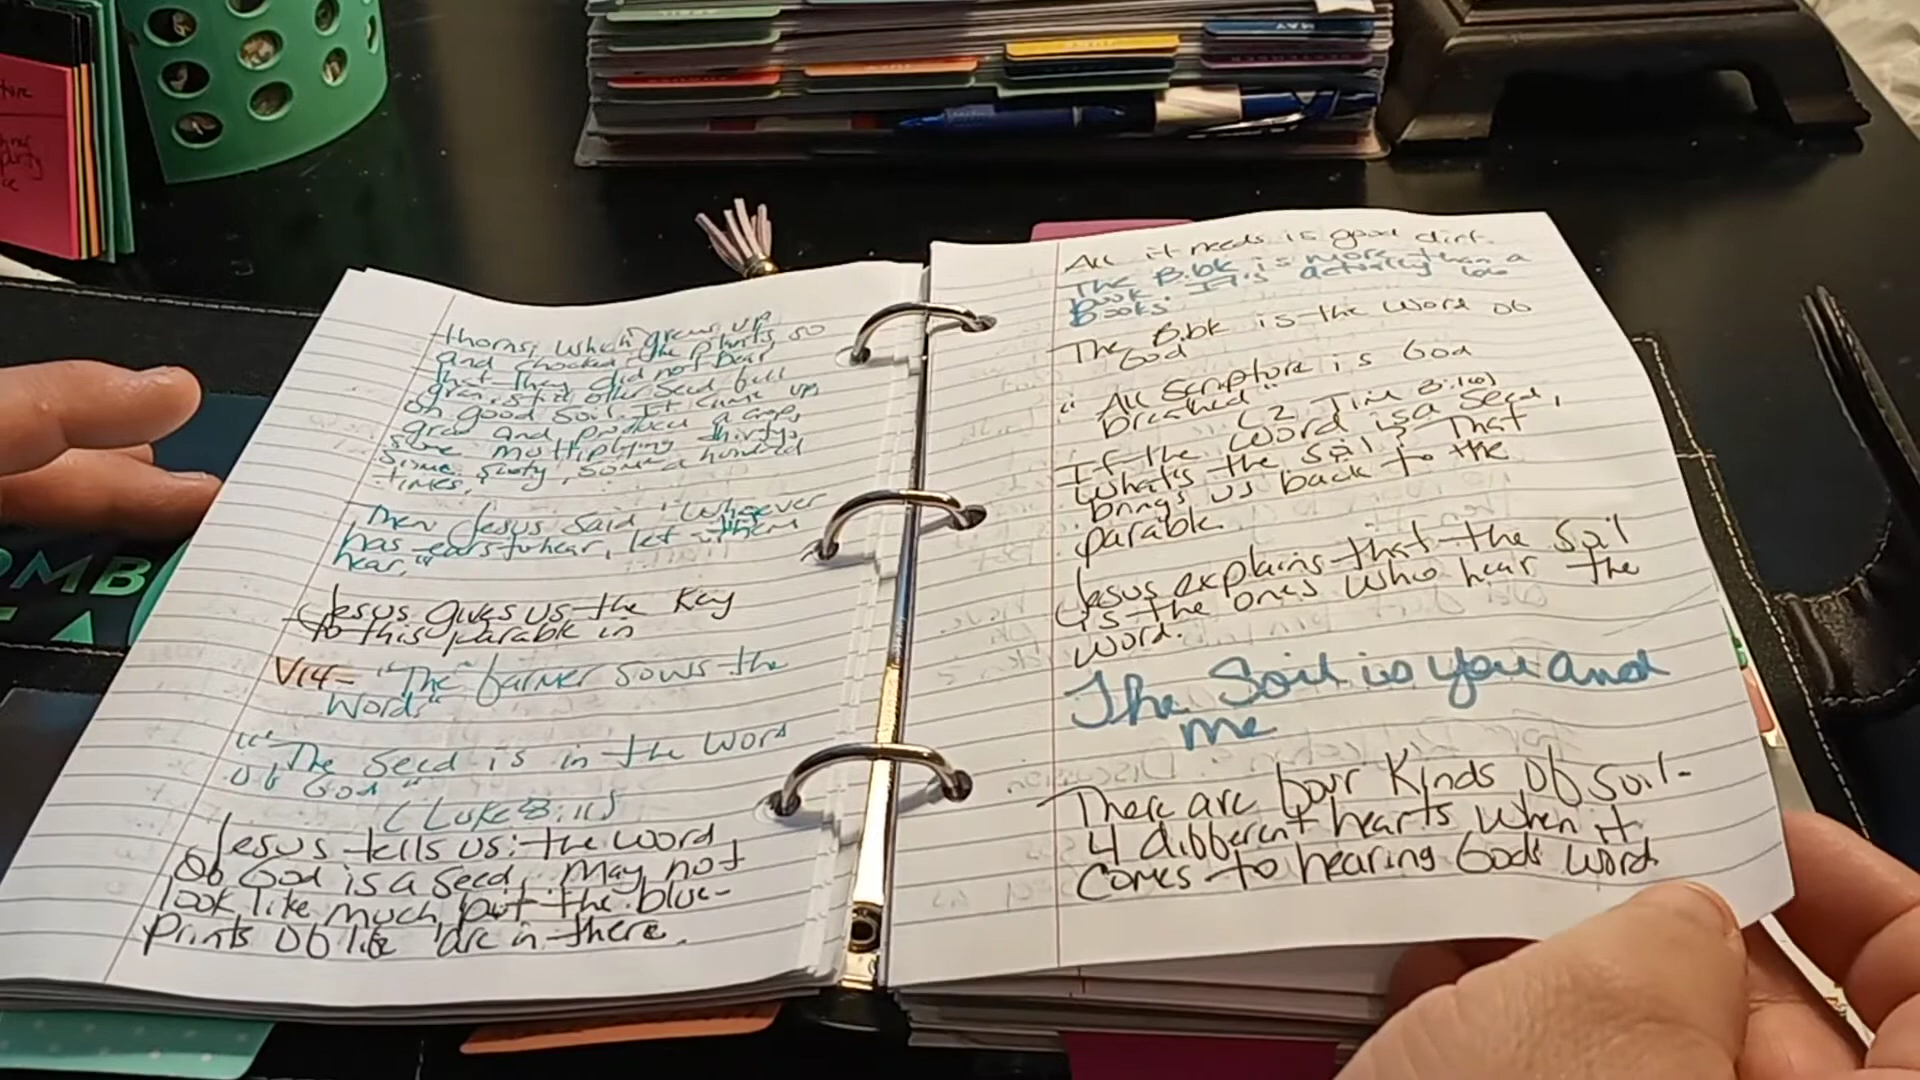 thorns, which grew up
and chocked the plants so
that they did not bear
grain, still other seed fell
on good soil. It came up,
grew and produce a crop,
some multiplying thirty,
some sixty, some a hundred
times,
Then Jesus said "Whoever
has ears to hear, let them
hear,"
Jesus gives us the Key
to this parable in
V14- "The farmer sows the
Words"
"The Seed is in the Word
of God"
(Luke 8:11)
Jesus tells us: the word
of God is a seed, may not
look like much, but the blue-
prints of life are in there.
All it needs is good dirt.
The Bible is more than a
book. It's actually 66
Books.
The Bible is the Word of
God
"All Scripture is God
breathed"
(2 Tim 3:16)
If the Word is a seed,
What's the soil? That
brings us back to the
parable.
Jesus explains that the Soil
is the ones who hear the
word.
The Soil is you and
me
There are four Kinds of soil-
4 different hearts when it
comes to hearing Gods word
OMB
MAY